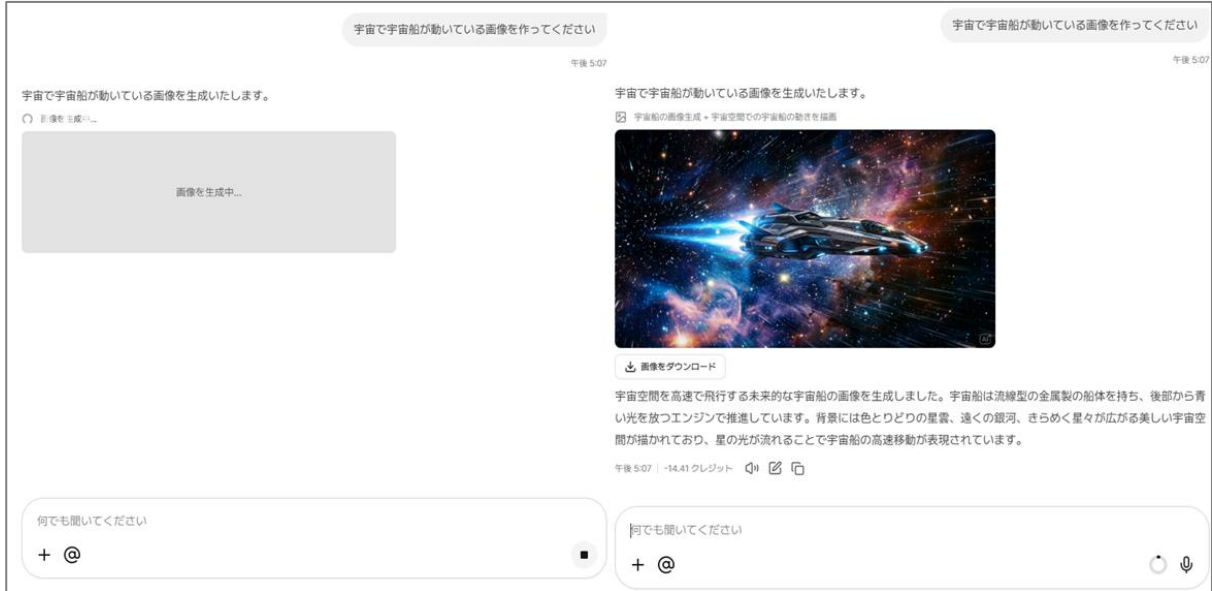 宇宙で宇宙船が動いている画像を作ってください
午後 5:07
宇宙で宇宙船が動いている画像を生成いたします。
画像を生成中...
画像を生成中...
何でも聞いてください
宇宙で宇宙船が動いている画像を作ってください
午後 5:07
宇宙で宇宙船が動いている画像を生成いたします。
宇宙船の画像生成 + 宇宙空間での宇宙船の動きを描画
AI
画像をダウンロード
宇宙空間を高速で飛行する未来的な宇宙船の画像を生成しました。宇宙船は流線型の金属製の船体を持ち、後部から青
い光を放つエンジンで推進しています。背景には色とりどりの星雲、遠くの銀河、きらめく星々が広がる美しい宇宙空
間が描かれており、星の光が流れることで宇宙船の高速移動が表現されています。
午後 5:07 | -14.41 クレジット
何でも聞いてください